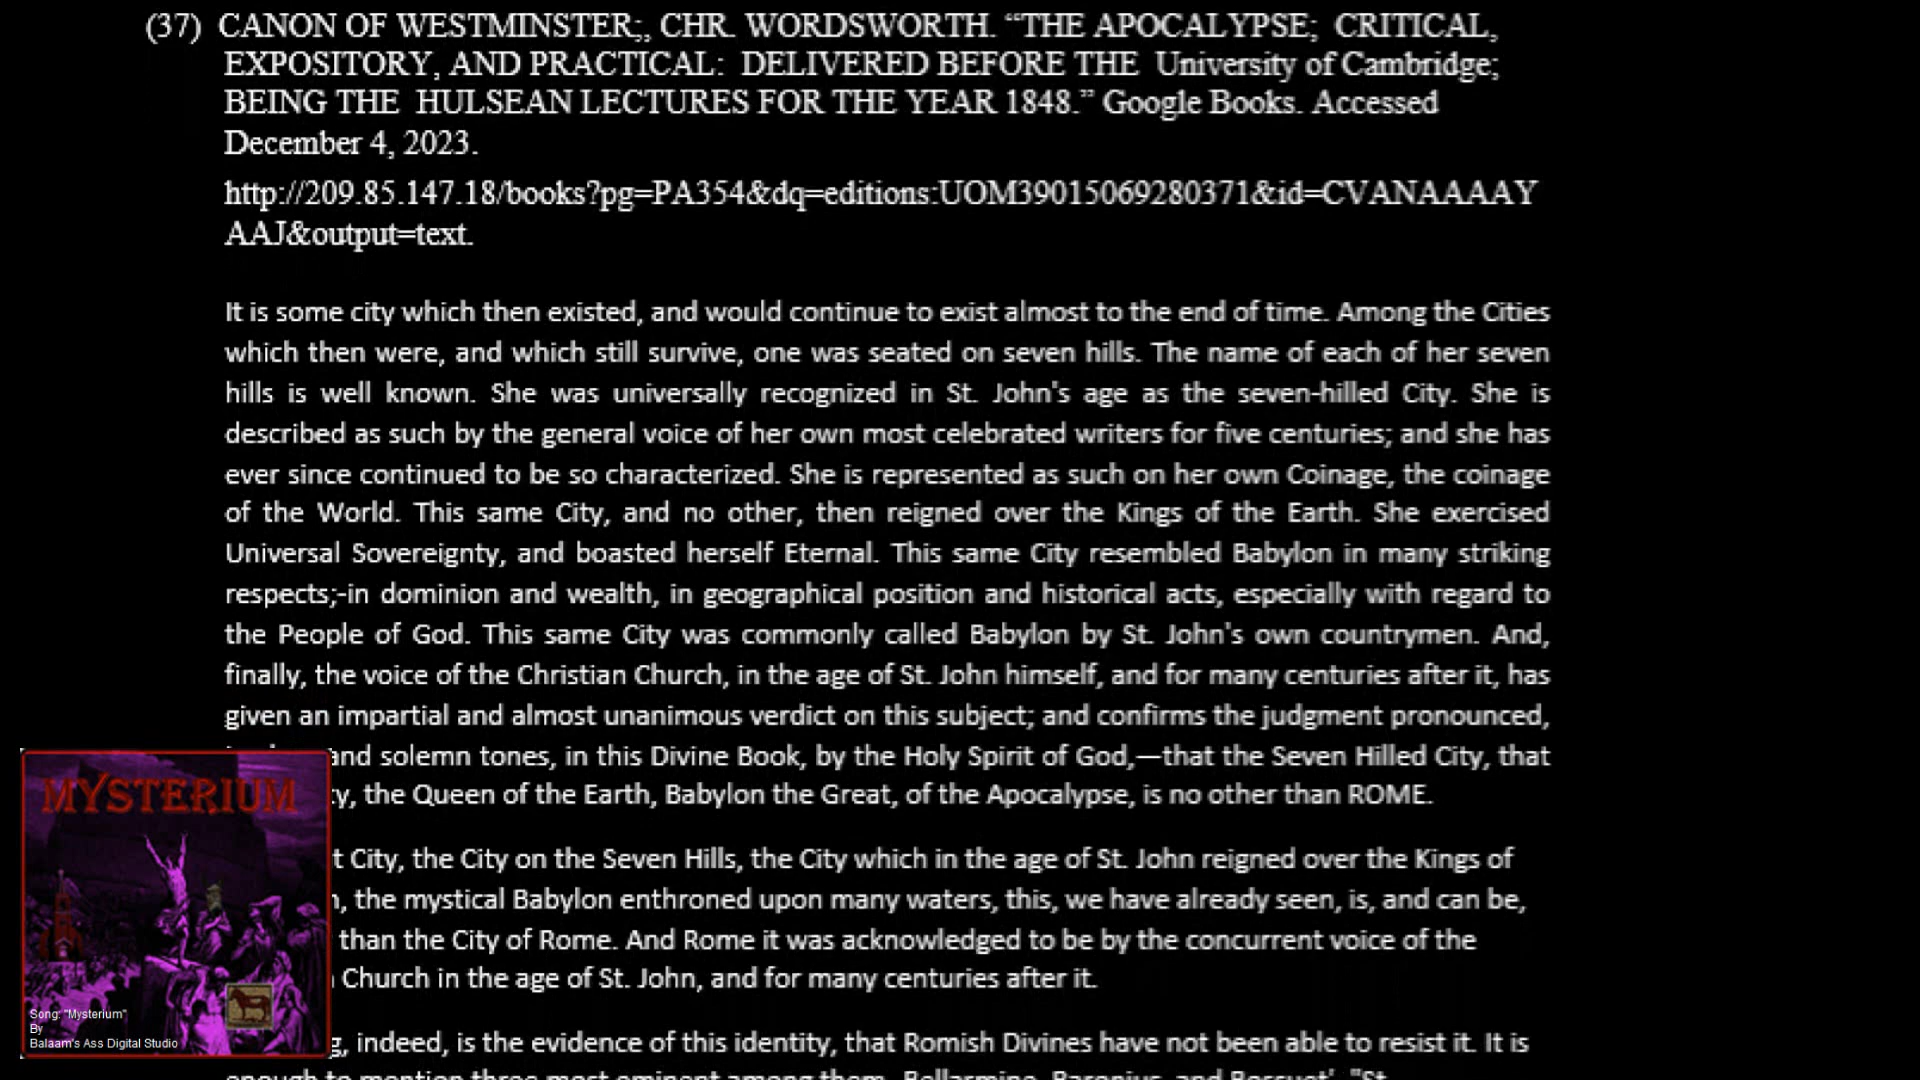 (37) CANON OF WESTMINSTER;, CHR. WORDSWORTH. “THE APOCALYPSE; CRITICAL,
EXPOSITORY, AND PRACTICAL: DELIVERED BEFORE THE University of Cambridge;
BEING THE HULSEAN LECTURES FOR THE YEAR 1848.” Google Books. Accessed
December 4, 2023.
http://209.85.147.18/books?pg=PA354&dq=editions:UOM39015069280371&id=CVANAAAAY
AAJ&output=text.
It is some city which then existed, and would continue to exist almost to the end of time. Among the Cities
which then were, and which still survive, one was seated on seven hills. The name of each of her seven
hills is well known. She was universally recognized in St. John's age as the seven-hilled City. She is
described as such by the general voice of her own most celebrated writers for five centuries; and she has
ever since continued to be so characterized. She is represented as such on her own Coinage, the coinage
of the World. This same City, and no other, then reigned over the Kings of the Earth. She exercised
Universal Sovereignty, and boasted herself Eternal. This same City resembled Babylon in many striking
respects;-in dominion and wealth, in geographical position and historical acts, especially with regard to
the People of God. This same City was commonly called Babylon by St. John's own countrymen. And,
finally, the voice of the Christian Church, in the age of St. John himself, and for many centuries after it, has
given an impartial and almost unanimous verdict on this subject; and confirms the judgment pronounced,
and solemn tones, in this Divine Book, by the Holy Spirit of God,—that the Seven Hilled City, that
the Queen of the Earth, Babylon the Great, of the Apocalypse, is no other than ROME.
City, the City on the Seven Hills, the City which in the age of St. John reigned over the Kings of
the mystical Babylon enthroned upon many waters, this, we have already seen, is, and can be,
than the City of Rome. And Rome it was acknowledged to be by the concurrent voice of the
Church in the age of St. John, and for many centuries after it.
indeed, is the evidence of this identity, that Romish Divines have not been able to resist it. It is
enough to mention three most eminent among them, Bellarmine, Baronius, and Bossuet'. "St.
MYSTERIUM
Song: "Mysterium"
By
Balaam's Ass Digital Studio